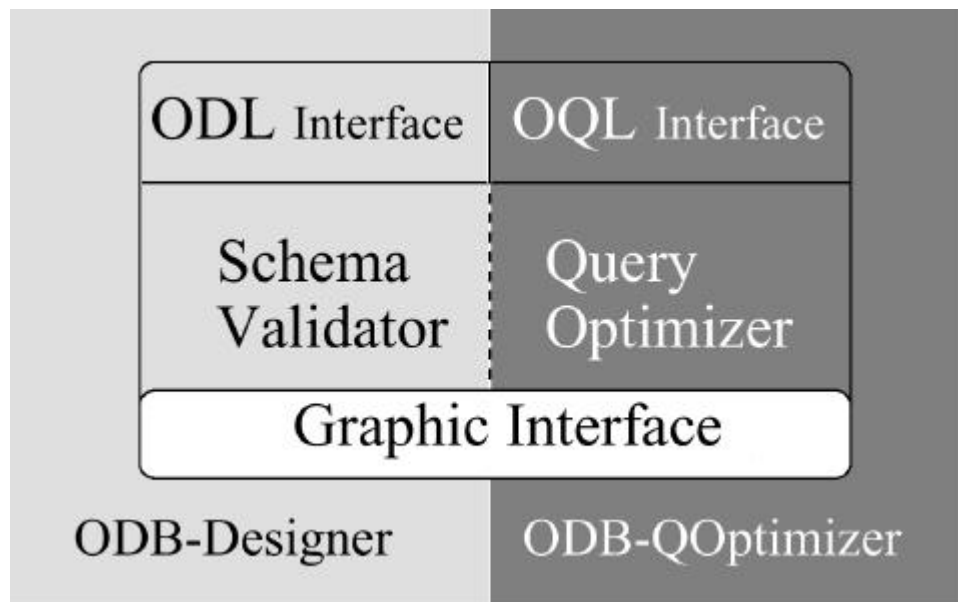 ODL Interface
OQL Interface
Schema
Validator
Query
Optimizer
Graphic Interface
ODB-Designer
ODB-QOptimizer